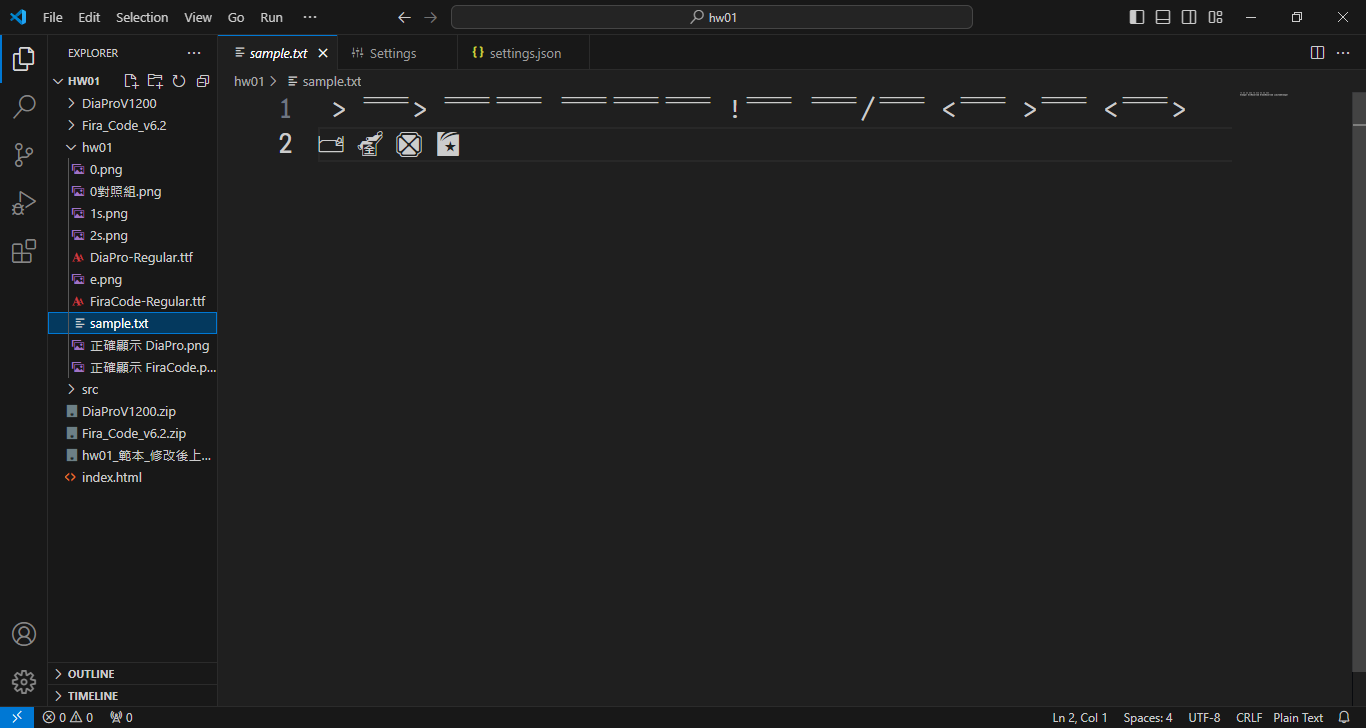 File Edit Selection View Go Run ···
hw01
EXPLORER ···
sample.txt
Settings
{} settings.json
HW01
hw01 > sample.txt
DiaProV1200
Fira_Code_v6.2
hw01
0.png
0對照組.png
1s.png
2s.png
DiaPro-Regular.ttf
e.png
FiraCode-Regular.ttf
sample.txt
正確顯示 DiaPro.png
正確顯示 FiraCode.p...
src
DiaProV1200.zip
Fira_Code_v6.2.zip
hw01_範本_修改後上...
index.html
OUTLINE
TIMELINE
1
2
0 0 0
Ln 2, Col 1 Spaces: 4 UTF-8 CRLF Plain Text